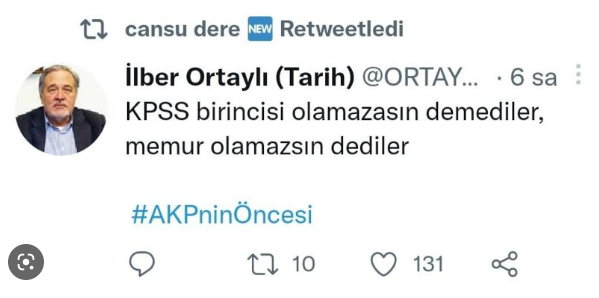 cansu dere NEW Retweetledi
İlber Ortaylı (Tarih) @ORTAY... · 6 sa
KPSS birincisi olamazasın demediler,
memur olamazsın dediler
#AKPninÖncesi
10 131